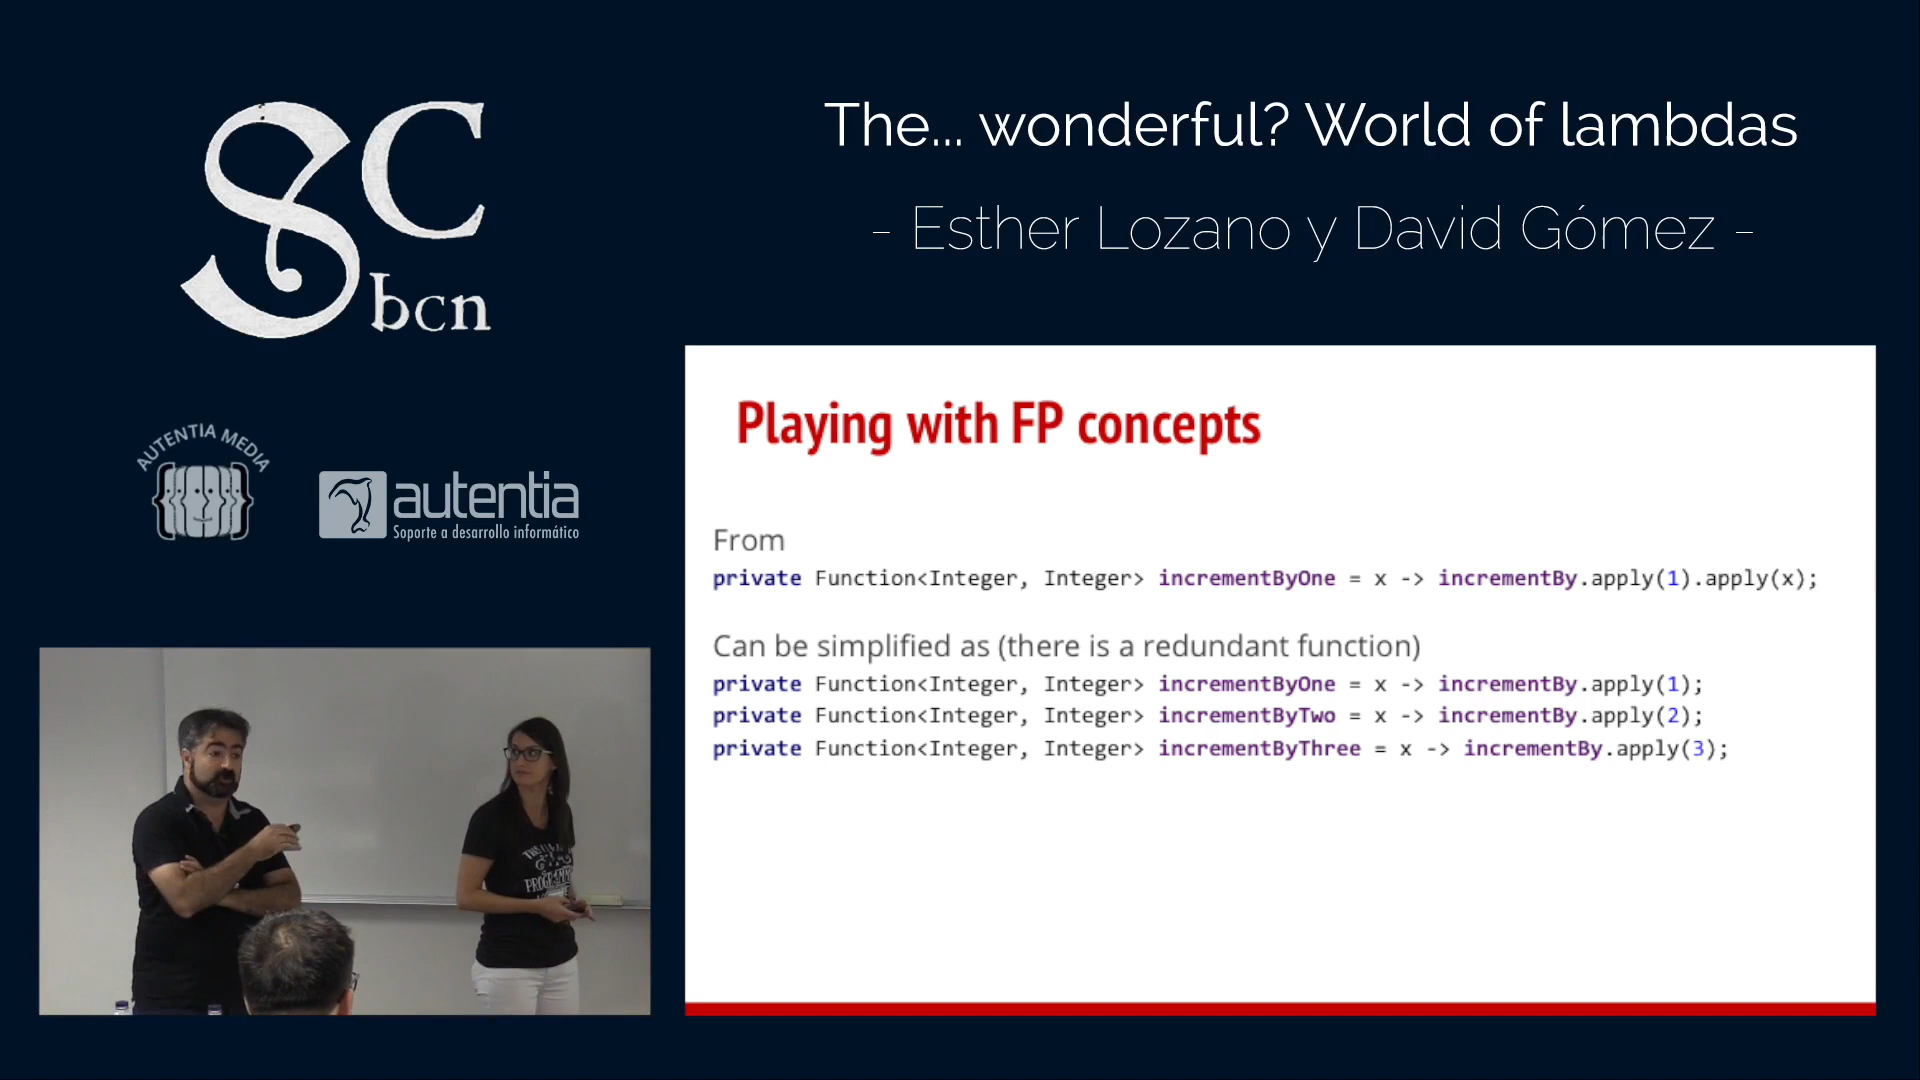 SC
bcn
The... wonderful? World of lambdas
- Esther Lozano y David Gómez -
AUTENTIA MEDIA
autentia
Soporte a desarrollo informático
Playing with FP concepts
From
private Function<Integer, Integer> incrementByOne = x -> incrementBy.apply(1).apply(x);
Can be simplified as (there is a redundant function)
private Function<Integer, Integer> incrementByOne = x -> incrementBy.apply(1);
private Function<Integer, Integer> incrementByTwo = x -> incrementBy.apply(2);
private Function<Integer, Integer> incrementByThree = x -> incrementBy.apply(3);